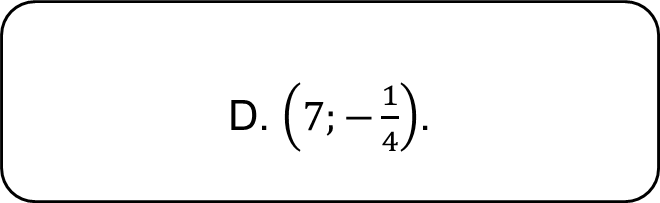 D. (7; −1/4).